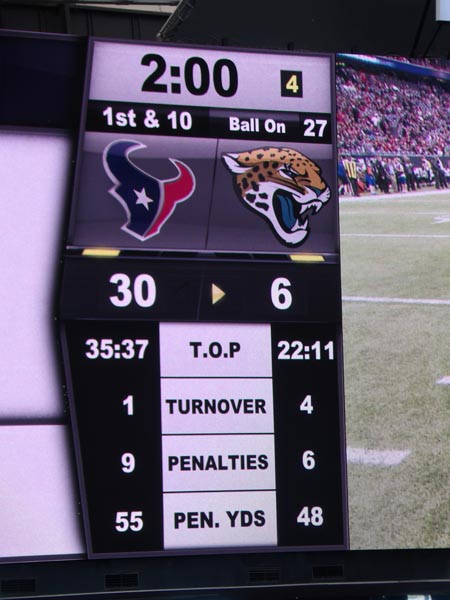 2:00 4
1st & 10 Ball On 27
30 6
35:37 T.O.P 22:11
1 TURNOVER 4
9 PENALTIES 6
55 PEN. YDS 48